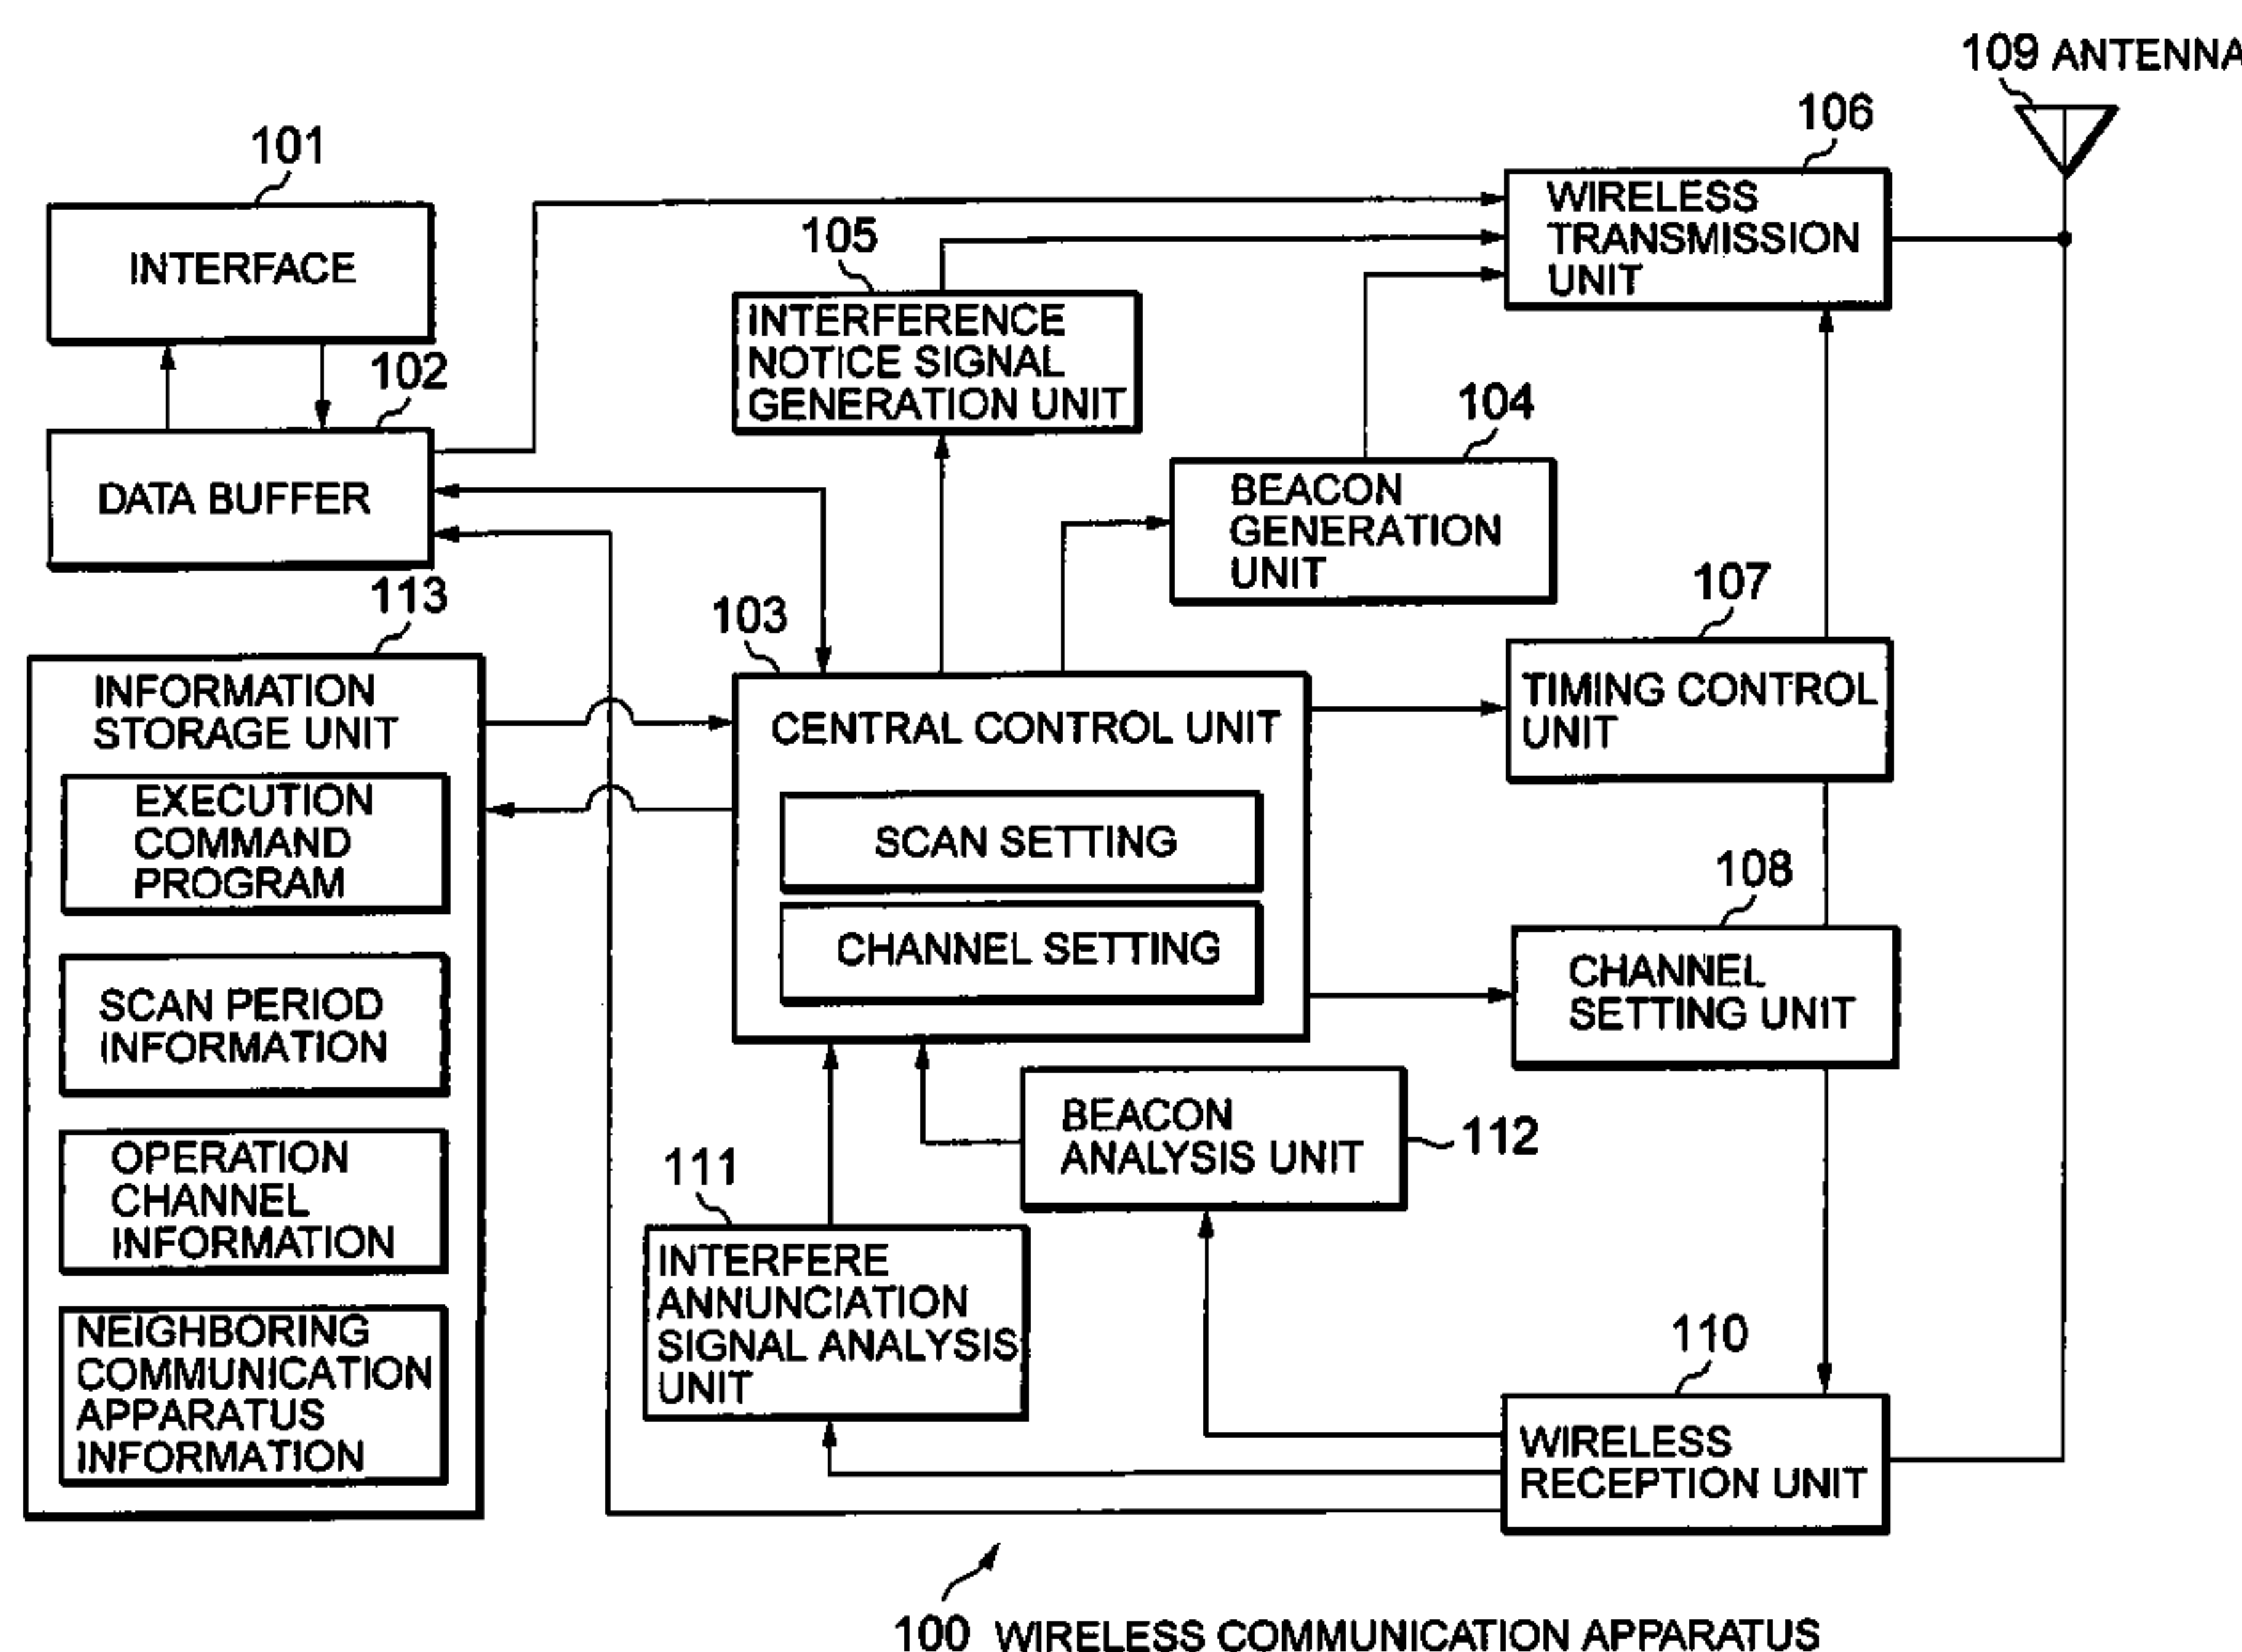 109 ANTENNA
106
101
WIRELESS
TRANSMISSION
UNIT
105
INTERFACE
INTERFERENCE
NOTICE SIGNAL
GENERATION UNIT
102
104
DATA BUFFER
BEACON
GENERATION
UNIT
113
103
107
INFORMATION
STORAGE UNIT
CENTRAL CONTROL UNIT
TIMING CONTROL
UNIT
EXECUTION
COMMAND
PROGRAM
SCAN SETTING
108
CHANNEL SETTING
CHANNEL
SETTING UNIT
SCAN PERIOD
INFORMATION
BEACON
ANALYSIS UNIT
112
OPERATION
CHANNEL
INFORMATION
111
INTERFERE
ANNUNCIATION
SIGNAL ANALYSIS
UNIT
110
NEIGHBORING
COMMUNICATION
APPARATUS
INFORMATION
WIRELESS
RECEPTION UNIT
100 WIRELESS COMMUNICATION APPARATUS